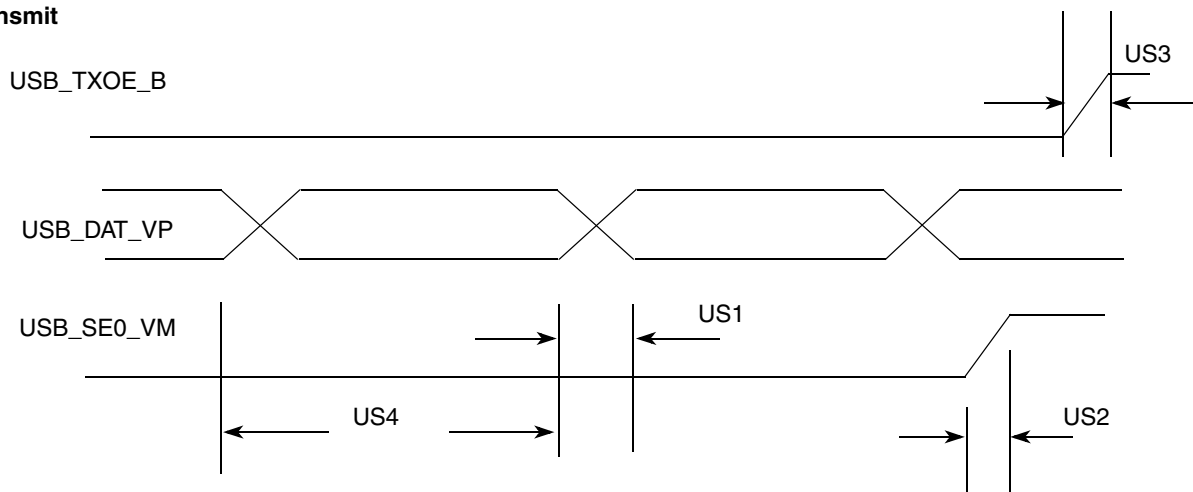 nsmit
US3
USB_TXOE_B
USB_DAT_VP
US1
USB_SE0_VM
US4
US2